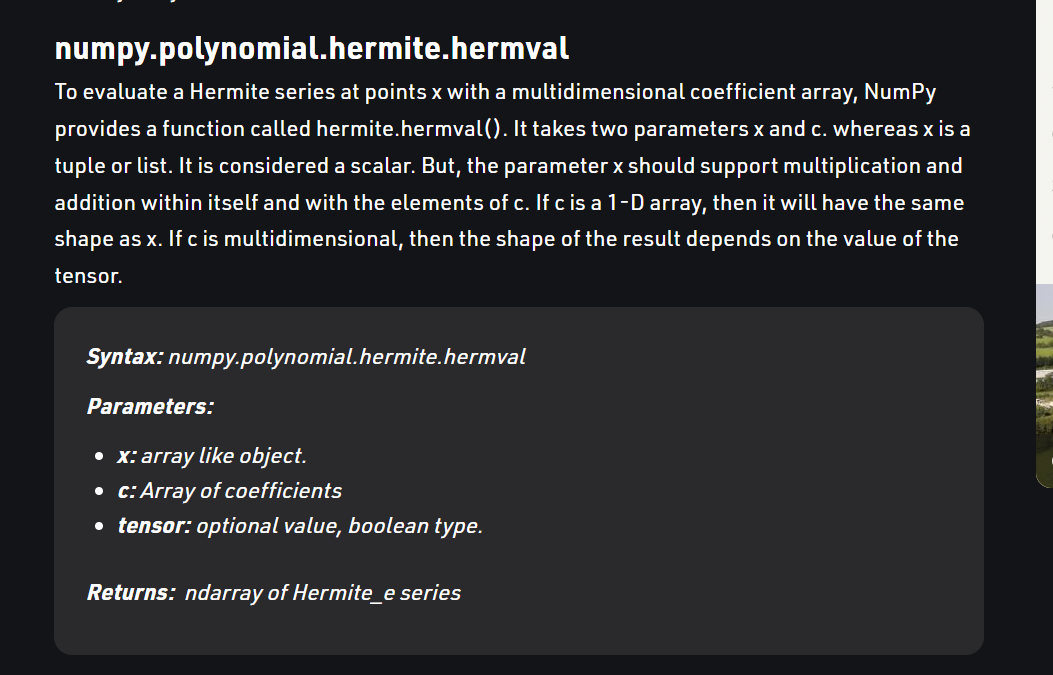 numpy.polynomial.hermite.hermval
To evaluate a Hermite series at points x with a multidimensional coefficient array, NumPy
provides a function called hermite.hermval(). It takes two parameters x and c. whereas x is a
tuple or list. It is considered a scalar. But, the parameter x should support multiplication and
addition within itself and with the elements of c. If c is a 1-D array, then it will have the same
shape as x. If c is multidimensional, then the shape of the result depends on the value of the
tensor.
Syntax: numpy.polynomial.hermite.hermval
Parameters:
x: array like object.
c: Array of coefficients
tensor: optional value, boolean type.
Returns: ndarray of Hermite_e series